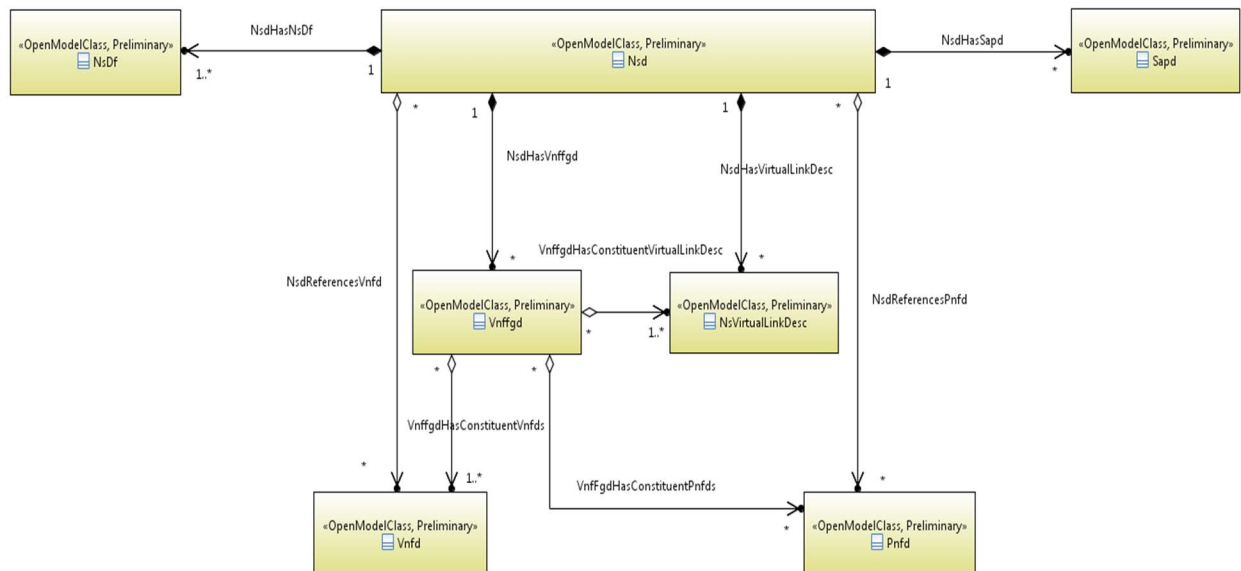 NsdHasNsDf
«OpenModelClass, Preliminary»
NsDf
1..*
1
«OpenModelClass, Preliminary»
Nsd
NsdHasSapd
«OpenModelClass, Preliminary»
Sapd
1
*
*
1
1
*
NsdHasVnffgd
NsdHasVirtualLinkDesc
VnffgdHasConstituentVirtualLinkDesc
*
*
NsdReferencesVnfd
NsdReferencesPnfd
«OpenModelClass, Preliminary»
Vnffgd
*
1..*
«OpenModelClass, Preliminary»
NsVirtualLinkDesc
*
*
VnffgdHasConstituentVnfds
*
1..*
VnfFgdHasConstituentPnfds
*
*
«OpenModelClass, Preliminary»
Vnfd
«OpenModelClass, Preliminary»
Pnfd